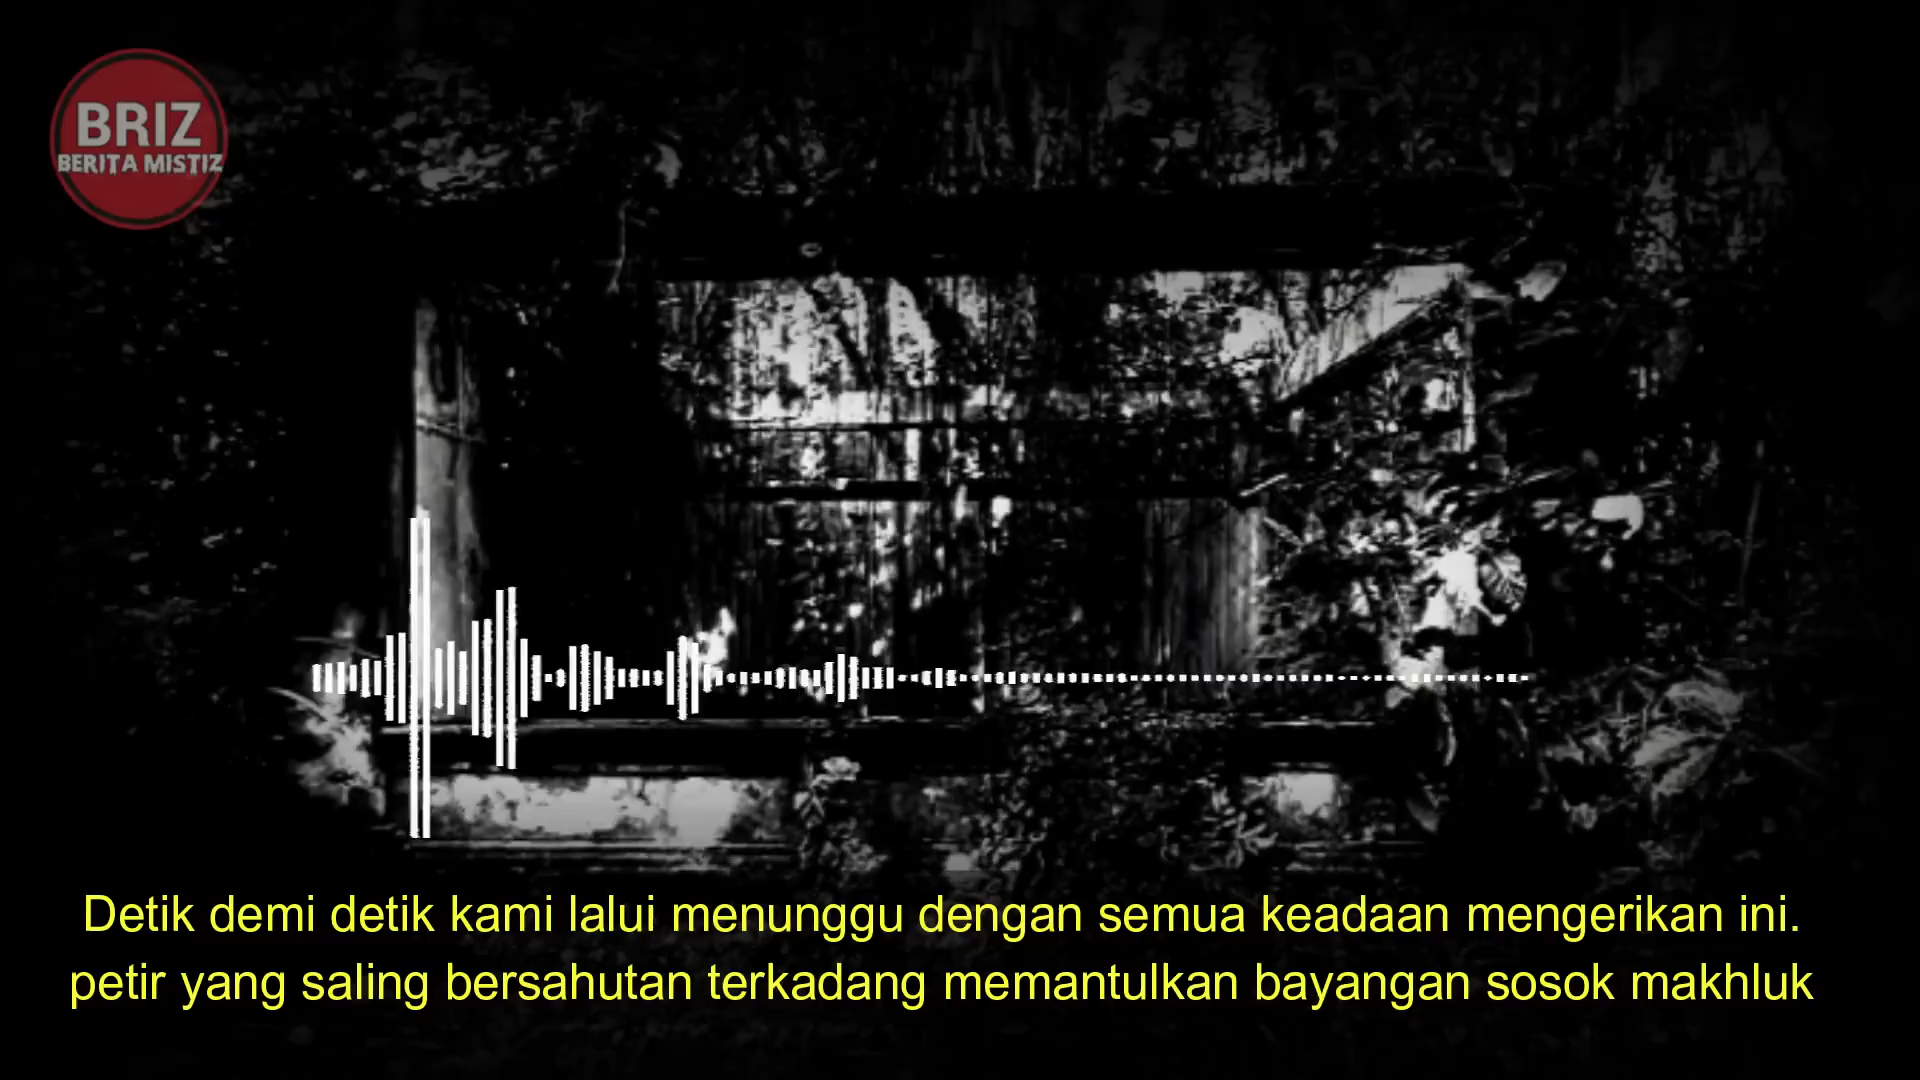 BRIZ
BERITA MISTIZ
Detik demi detik kami lalui menunggu dengan semua keadaan mengerikan ini.
petir yang saling bersahutan terkadang memantulkan bayangan sosok makhluk